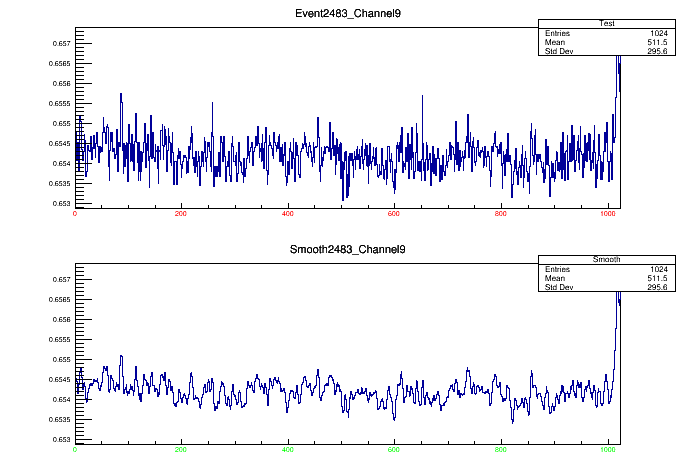 Event2483_Channel9
Test
Entries 1024
Mean 511.5
Std Dev 295.6
0.657
0.6565
0.656
0.6555
0.655
0.6545
0.654
0.6535
0.653
0 200 400 600 800 1000
Smooth2483_Channel9
Smooth
Entries 1024
Mean 511.5
Std Dev 295.6
0.657
0.6565
0.656
0.6555
0.655
0.6545
0.654
0.6535
0.653
0 200 400 600 800 1000